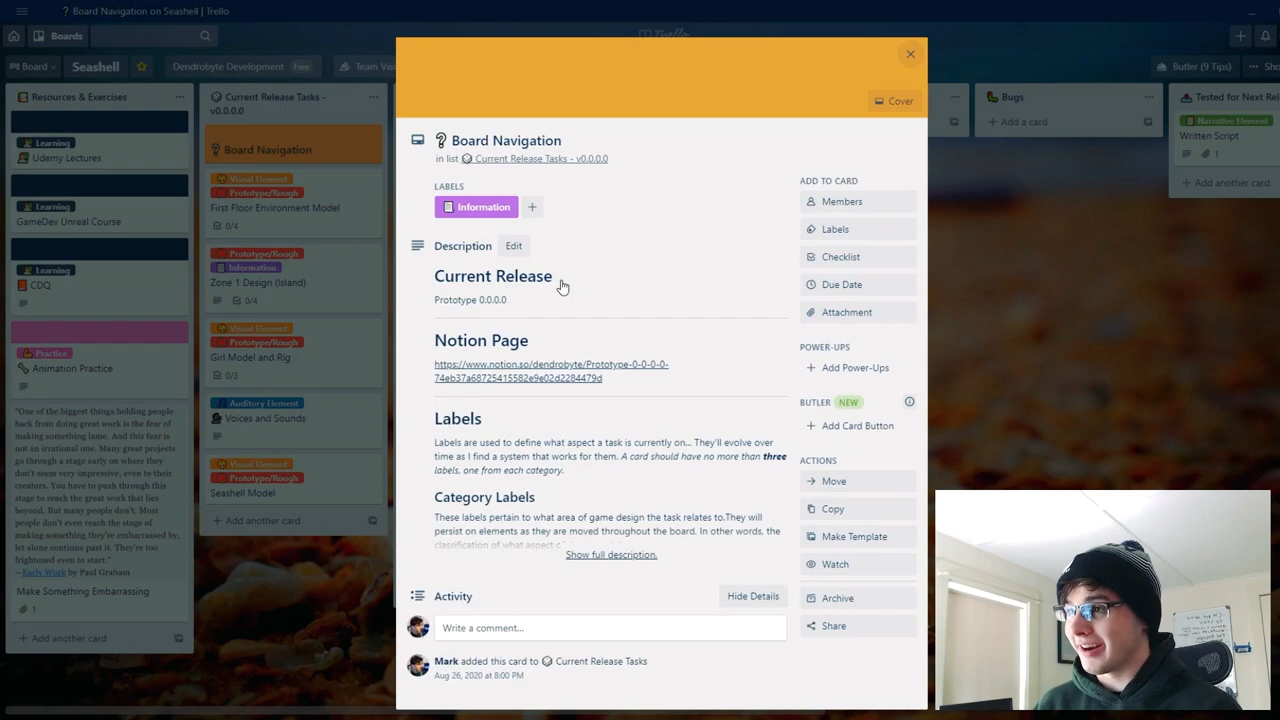 Board Navigation on Seashell | Trello
Boards
Board
Seashell
Dendrobyte Development
Free
Team Vis
Butler (9 Tips)
Sho
Resources & Exercises
Learning
Udemy Lectures
Learning
GameDev Unreal Course
Learning
CDQ
Practice
Animation Practice
"One of the biggest things holding people
back from doing great work is the fear of
making something lame. And this fear is
not an irrational one. Many great projects
go through a stage early on where they
don't seem very impressive, even to their
creators. You have to push through this
stage to reach the great work that lies
beyond. But many people don't. Most
people don't even reach the stage of
making something they're embarrassed by,
let alone continue past it. They're too
frightened even to start."
—Early Work by Paul Graham
Make Something Embarrassing
1
+ Add another card
Current Release Tasks -
v0.0.0.0
Board Navigation
Visual Element
Prototype/Rough
First Floor Environment Model
0/4
Prototype/Rough
Information
Zone 1 Design (Island)
0/4
Visual Element
Prototype/Rough
Girl Model and Rig
0/3
Auditory Element
Voices and Sounds
Visual Element
Prototype/Rough
Seashell Model
+ Add another card
Cover
Board Navigation
in list Current Release Tasks - v0.0.0.0
LABELS
Information
+
Description
Edit
Current Release
Prototype 0.0.0.0
Notion Page
https://www.notion.so/dendrobyte/Prototype-0-0-0-0-
74eb37a68725415582e9e02d2284479d
Labels
Labels are used to define what aspect a task is currently on... They'll evolve over
time as I find a system that works for them. A card should have no more than three
labels, one from each category.
Category Labels
These labels pertain to what area of game design the task relates to.They will
persist on elements as they are moved throughout the board. In other words, the
classification of what aspect
Show full description.
Activity
Hide Details
Write a comment...
Mark added this card to Current Release Tasks
Aug 26, 2020 at 8:00 PM
ADD TO CARD
Members
Labels
Checklist
Due Date
Attachment
POWER-UPS
+ Add Power-Ups
BUTLER NEW
+ Add Card Button
ACTIONS
Move
Copy
Make Template
Watch
Archive
Share
Bugs
+ Add a card
Tested for Next Rel
Narrative Element
Written Script
1
+ Add another card